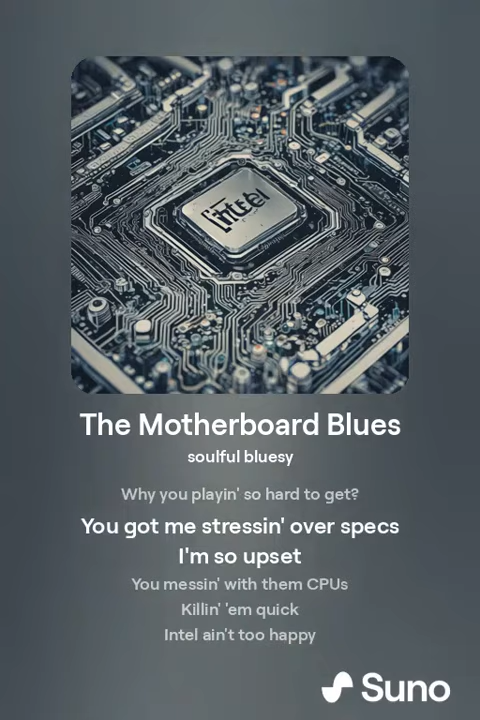 The Motherboard Blues
soulful bluesy
Why you playin' so hard to get?
You got me stressin' over specs
I'm so upset
You messin' with them CPUs
Killin' 'em quick
Intel ain't too happy
Suno